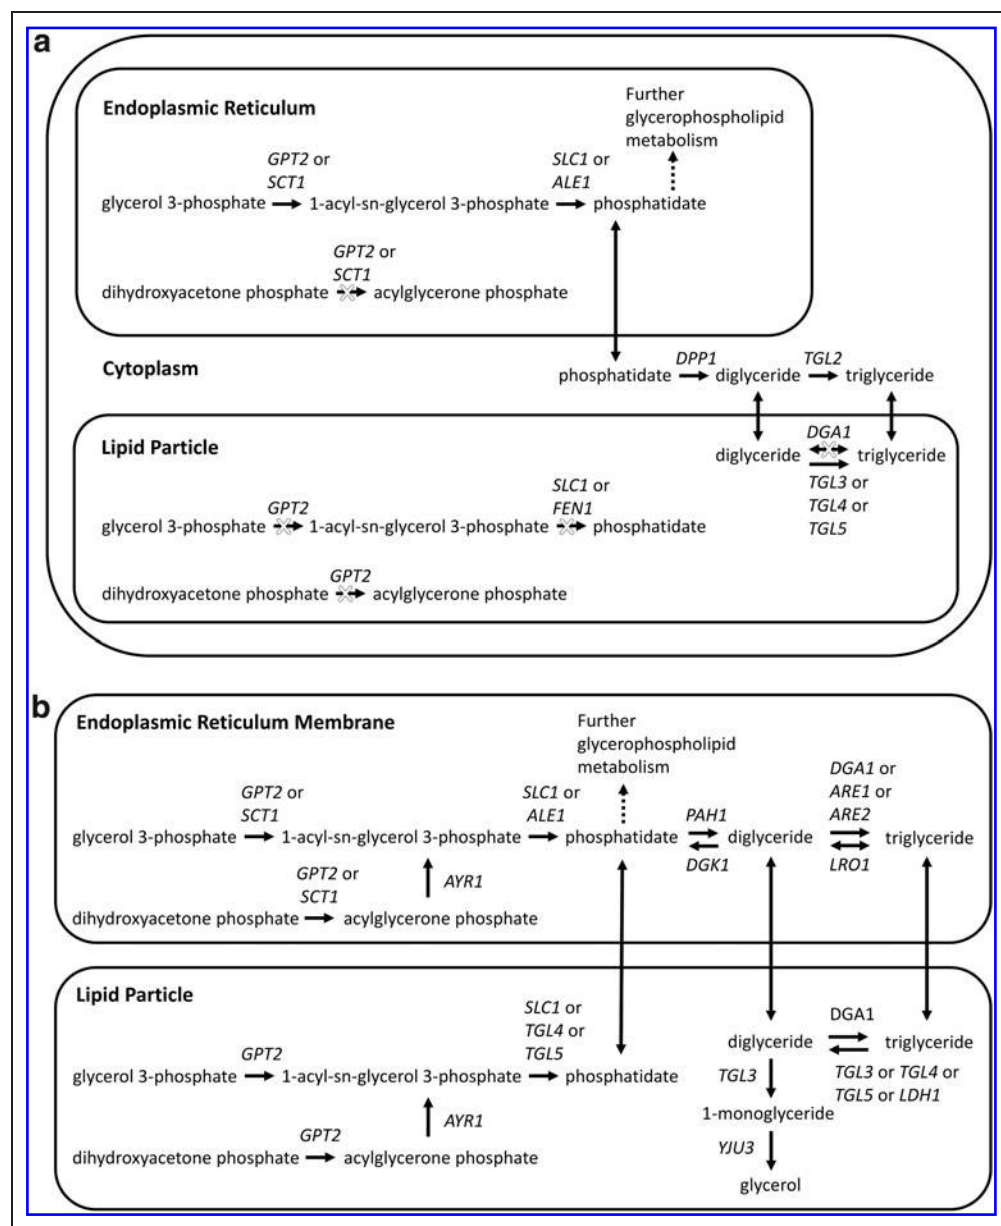 a
Endoplasmic Reticulum
Further
glycerophospholipid
metabolism
GPT2 or
SCT1
SLC1 or
ALE1
glycerol 3-phosphate 1-acyl-sn-glycerol 3-phosphate phosphatidate
GPT2 or
SCT1
dihydroxyacetone phosphate acylglycerone phosphate
Cytoplasm
DPP1 TGL2
phosphatidate diglyceride triglyceride
Lipid Particle
DGA1
diglyceride triglyceride
TGL3 or
TGL4 or
TGL5
SLC1 or
GPT2 FEN1
glycerol 3-phosphate 1-acyl-sn-glycerol 3-phosphate phosphatidate
GPT2
dihydroxyacetone phosphate acylglycerone phosphate
b
Endoplasmic Reticulum Membrane
Further
glycerophospholipid
metabolism
GPT2 or
SCT1
SLC1 or
ALE1
PAH1
DGA1 or
ARE1 or
ARE2
glycerol 3-phosphate 1-acyl-sn-glycerol 3-phosphate phosphatidate diglyceride triglyceride
DGK1 LRO1
GPT2 or
SCT1
AYR1
dihydroxyacetone phosphate acylglycerone phosphate
Lipid Particle
SLC1 or
TGL4 or
TGL5
DGA1
diglyceride triglyceride
GPT2
glycerol 3-phosphate 1-acyl-sn-glycerol 3-phosphate phosphatidate
TGL3
TGL3 or TGL4 or
TGL5 or LDH1
1-monoglyceride
AYR1
GPT2
YJU3
dihydroxyacetone phosphate acylglycerone phosphate
glycerol